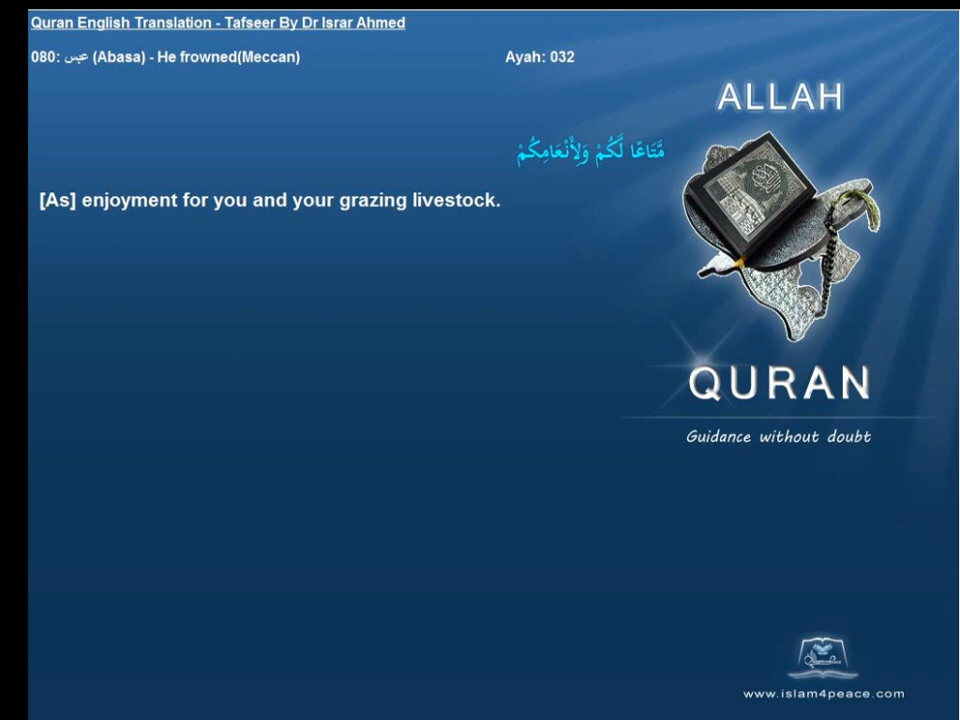 Quran English Translation - Tafseer By Dr Israr Ahmed
080: عبس (Abasa) - He frowned(Meccan) Ayah: 032
ALLAH
مَّتَاعًا لَّكُمْ وَلِأَنْعَامِكُمْ
[As] enjoyment for you and your grazing livestock.
QURAN
Guidance without doubt
www.islam4peace.com